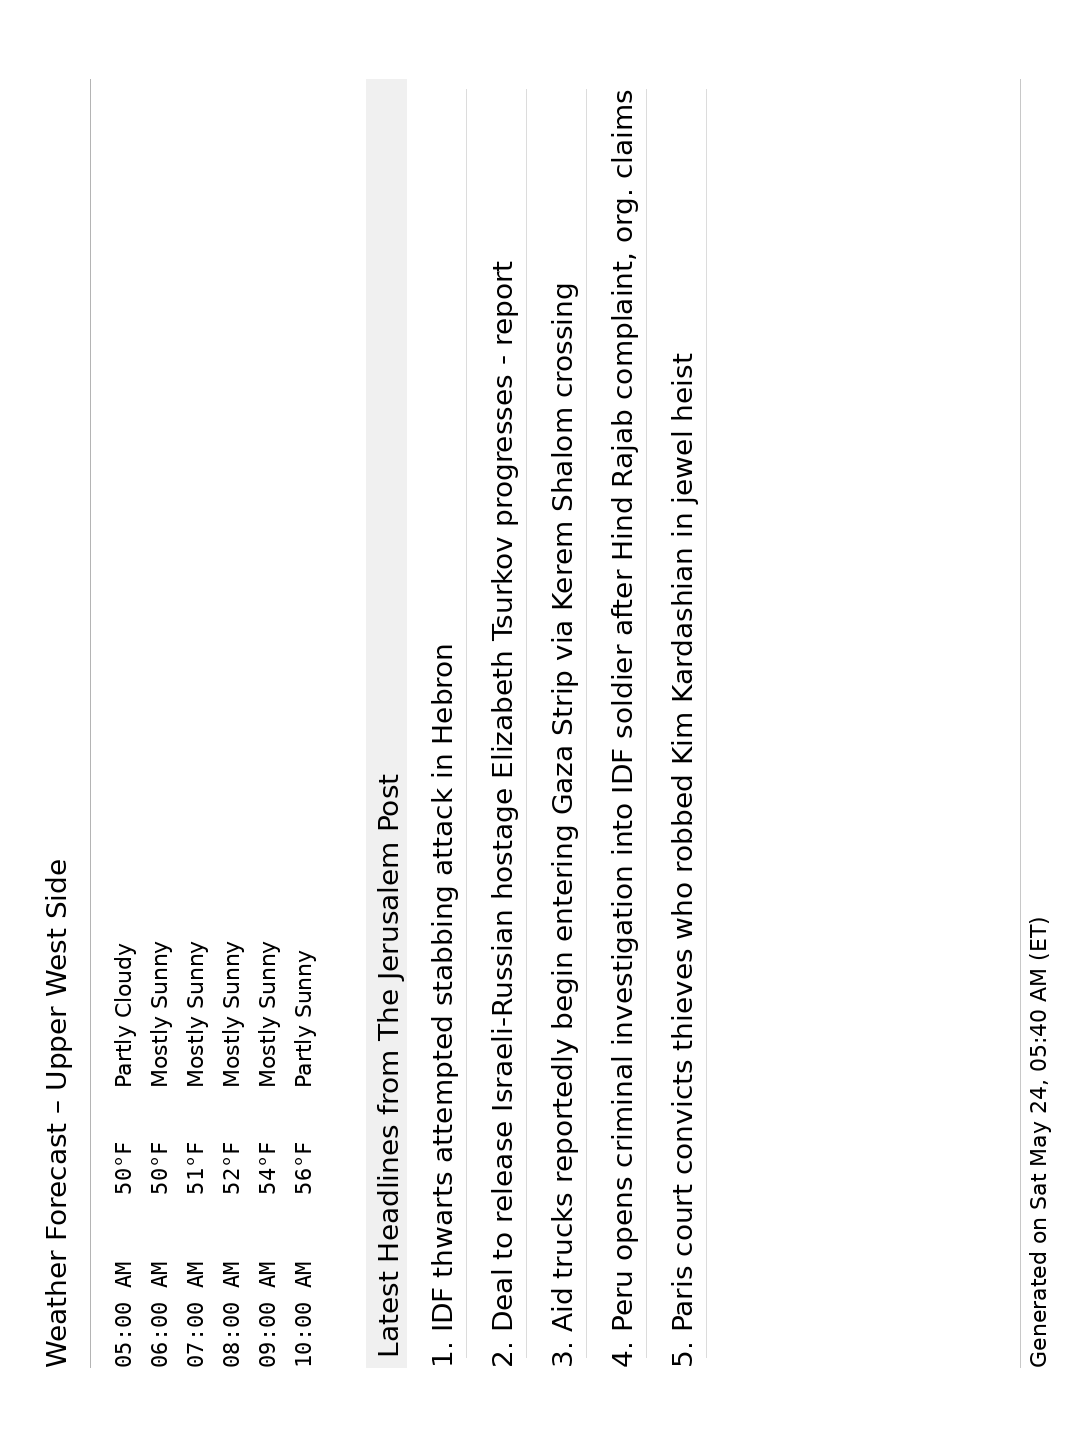 Weather Forecast – Upper West Side
05:00 AM 50°F Partly Cloudy
06:00 AM 50°F Mostly Sunny
07:00 AM 51°F Mostly Sunny
08:00 AM 52°F Mostly Sunny
09:00 AM 54°F Mostly Sunny
10:00 AM 56°F Partly Sunny
Latest Headlines from The Jerusalem Post
1. IDF thwarts attempted stabbing attack in Hebron
2. Deal to release Israeli-Russian hostage Elizabeth Tsurkov progresses - report
3. Aid trucks reportedly begin entering Gaza Strip via Kerem Shalom crossing
4. Peru opens criminal investigation into IDF soldier after Hind Rajab complaint, org. claims
5. Paris court convicts thieves who robbed Kim Kardashian in jewel heist
Generated on Sat May 24, 05:40 AM (ET)